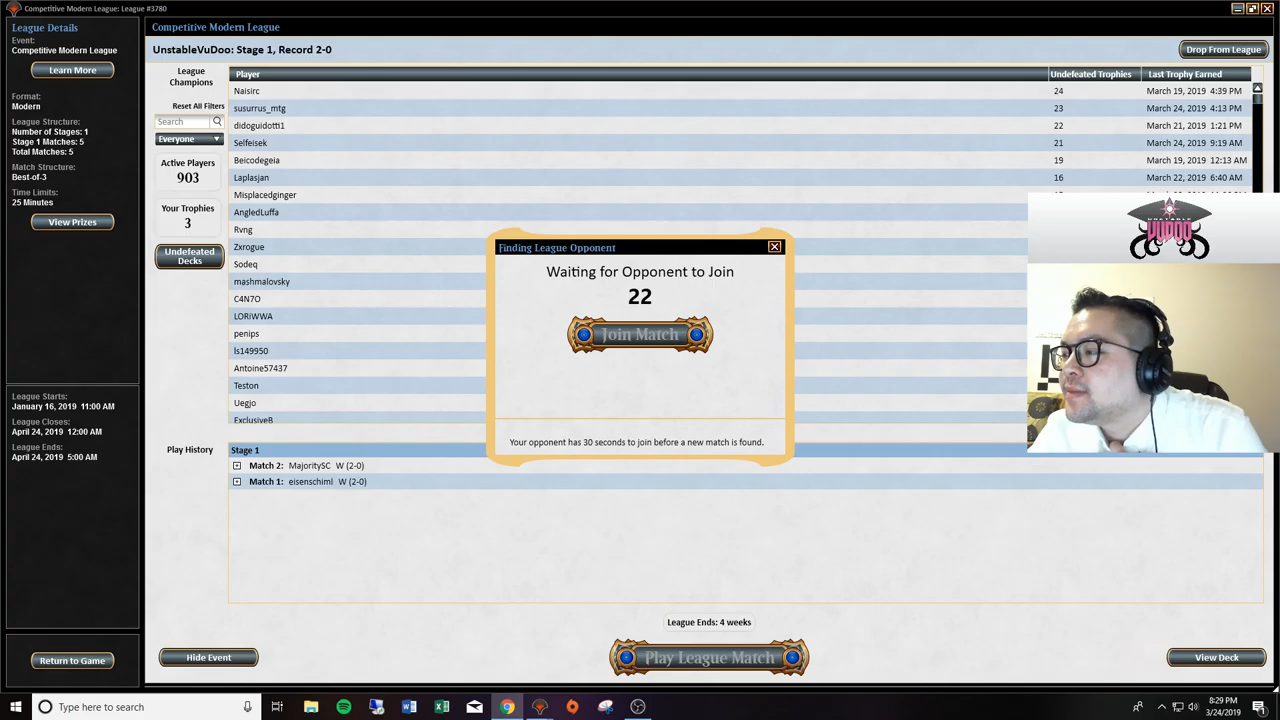 Competitive Modern League: League #3780
League Details
Event:
Competitive Modern League
Learn More
Format:
Modern
League Structure:
Number of Stages: 1
Stage 1 Matches: 5
Total Matches: 5
Match Structure:
Best-of-3
Time Limits:
25 Minutes
View Prizes
League Starts:
January 16, 2019 11:00 AM
League Closes:
April 24, 2019 12:00 AM
League Ends:
April 24, 2019 5:00 AM
Return to Game
Competitive Modern League
UnstableVuDoo: Stage 1, Record 2-0
Drop From League
League
Champions
Reset All Filters
Search
Everyone
Active Players
903
Your Trophies
3
Undefeated
Decks
Player Undefeated Trophies Last Trophy Earned
Naisirc 24 March 19, 2019 4:39 PM
susurrus_mtg 23 March 24, 2019 4:13 PM
didoguidotti1 22 March 21, 2019 1:21 PM
Selfeisek 21 March 24, 2019 9:19 AM
Beicodegeia 19 March 19, 2019 12:13 AM
Laplasjan 16 March 22, 2019 6:40 AM
Misplacedginger
AngledLuffa
Rvng
Zxrogue
Sodeq
mashmalovsky
C4N7O
LORiWWA
penips
ls149950
Antoine57437
Teston
Uegjo
ExclusiveB
Finding League Opponent
Waiting for Opponent to Join
22
Join Match
Your opponent has 30 seconds to join before a new match is found.
UNSTABLE
VUDOO
Play History
Stage 1
Match 2: MajoritySC W (2-0)
Match 1: eisenschiml W (2-0)
League Ends: 4 weeks
Hide Event
Play League Match
View Deck
Type here to search
8:29 PM
3/24/2019